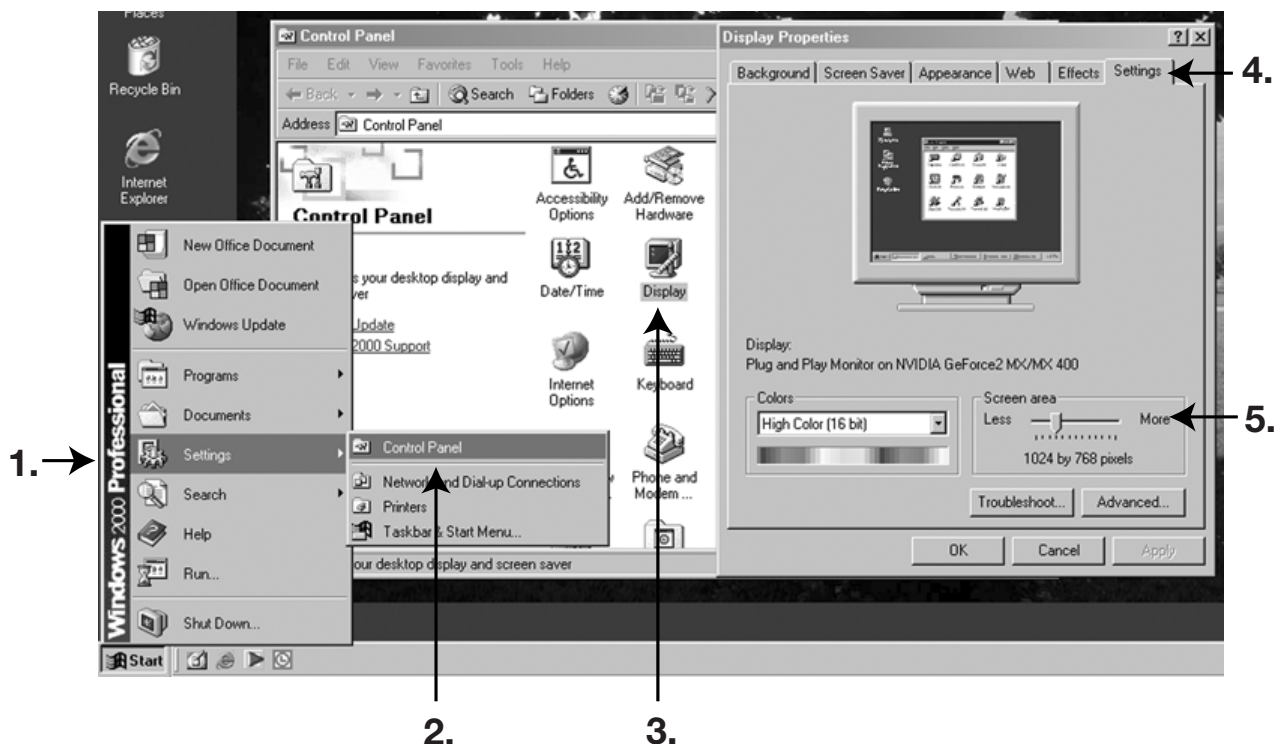 Places
Recycle Bin
Internet
Explorer
Control Panel
File Edit View Favorites Tools Help
Back Search Folders
Address Control Panel
Control Panel
s your desktop display and
ver
Update
2000 Support
Accessibility
Options
Add/Remove
Hardware
Date/Time
Display
Internet
Options
Keyboard
Phone and
Modem ...
our desktop display and screen saver
Windows 2000 Professional
New Office Document
Open Office Document
Windows Update
Programs
Documents
Settings
Search
Help
Run...
Shut Down...
Start
Control Panel
Network and Dial-up Connections
Printers
Taskbar & Start Menu...
Display Properties
Background Screen Saver Appearance Web Effects Settings
Display:
Plug and Play Monitor on NVIDIA GeForce2 MX/MX 400
Colors
High Color (16 bit)
Screen area
Less More
1024 by 768 pixels
Troubleshoot... Advanced...
OK Cancel Apply
1.
2.
3.
4.
5.